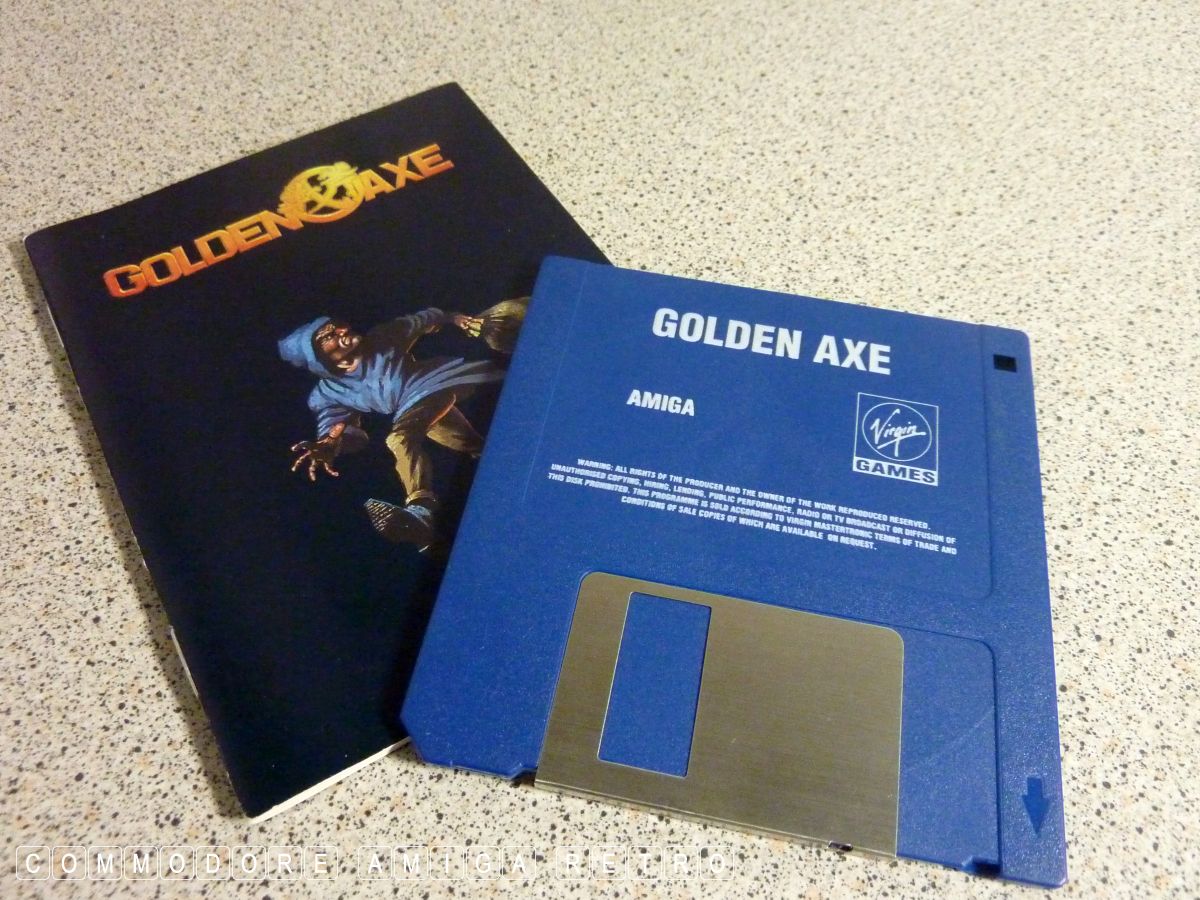 GOLDEN AXE
GOLDEN AXE
AMIGA
Virgin
GAMES
WARNING: ALL RIGHTS OF THE PRODUCER AND THE OWNER OF THE WORK REPRODUCED RESERVED.
UNAUTHORISED COPYING, HIRING, LENDING, PUBLIC PERFORMANCE, RADIO OR TV BROADCAST OR DIFFUSION OF
THIS DISK PROHIBITED. THIS PROGRAMME IS SOLD ACCORDING TO VIRGIN MASTERTRONIC TERMS OF TRADE AND
CONDITIONS OF SALE COPIES OF WHICH ARE AVAILABLE ON REQUEST.
COMMODORE AMIGA RETRO